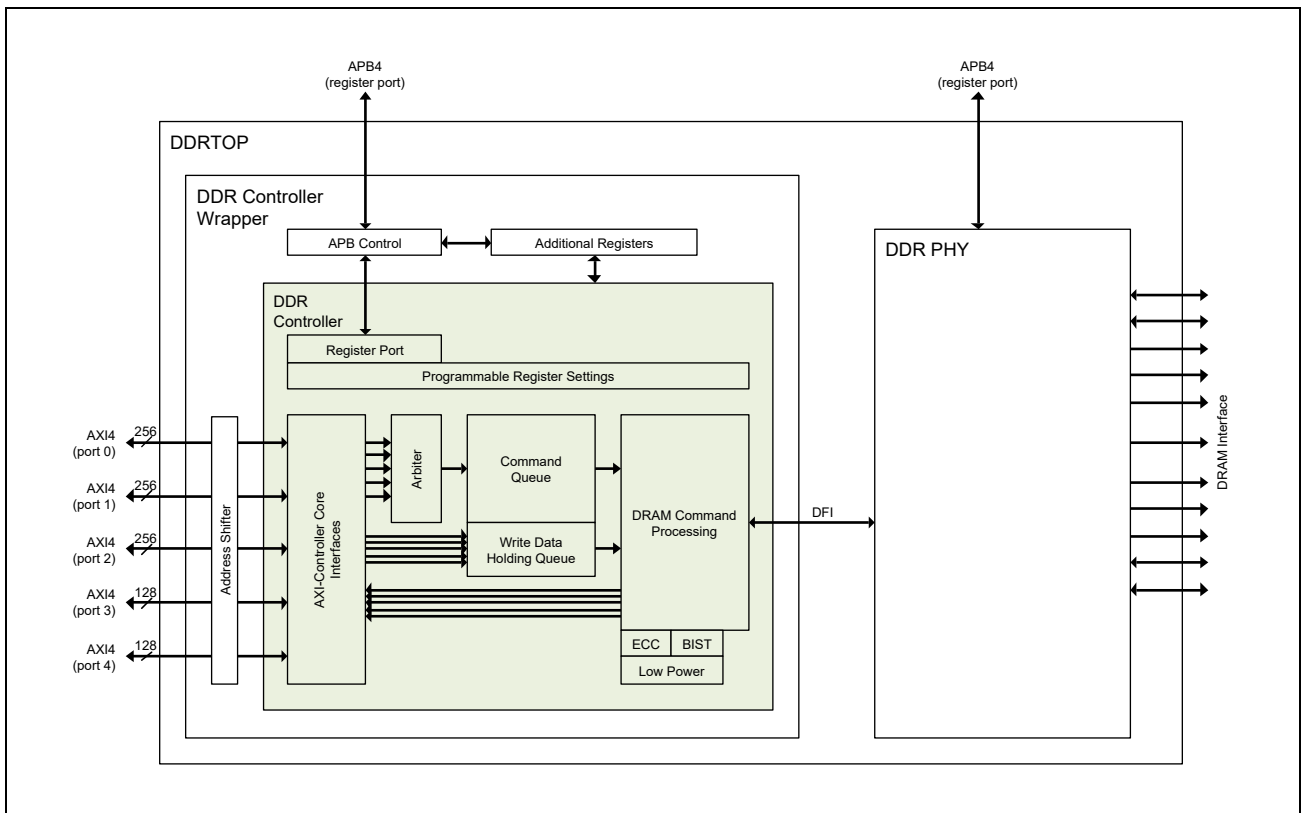 APB4
(register port)
APB4
(register port)
DDRTOP
DDR Controller
Wrapper
APB Control
Additional Registers
DDR PHY
DDR
Controller
Register Port
Programmable Register Settings
AXI4
(port 0)
256
AXI4
(port 1)
256
AXI4
(port 2)
256
AXI4
(port 3)
128
AXI4
(port 4)
128
Address Shifter
AXI-Controller Core
Interfaces
Arbiter
Command
Queue
Write Data
Holding Queue
DRAM Command
Processing
ECC
BIST
Low Power
DFI
DRAM Interface